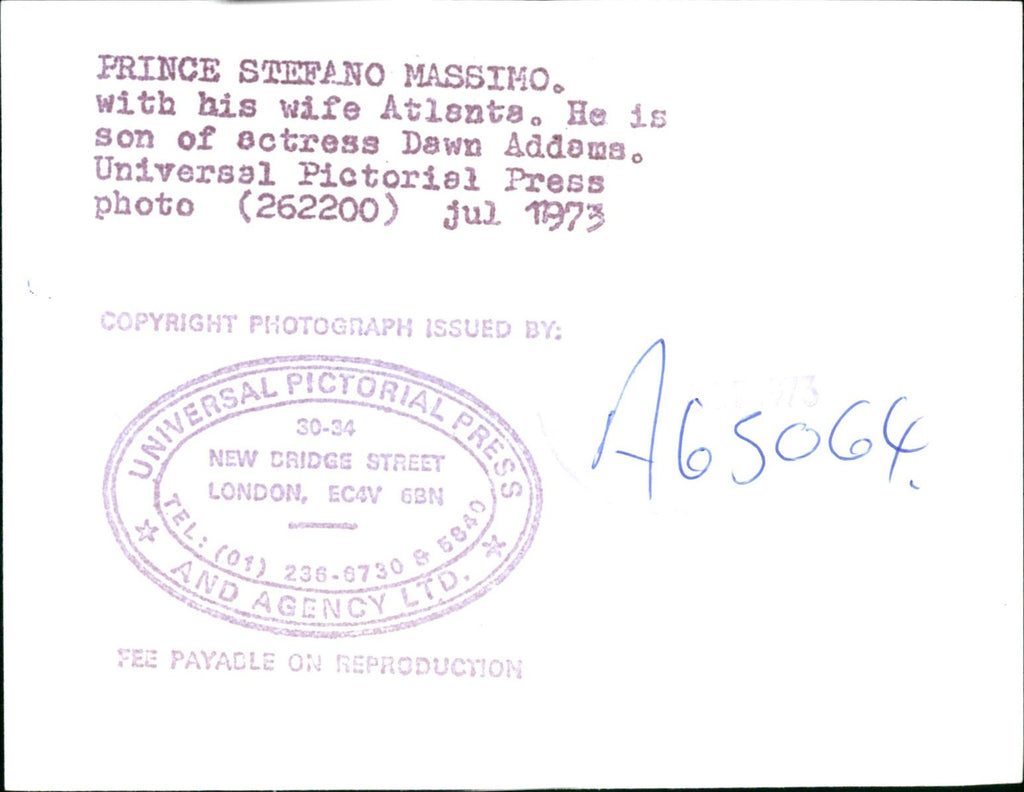 PRINCE STEFANO MASSIMO.
with his wife Atlanta. He is
son of actress Dawn Addams.
Universal Pictorial Press
photo (262200) jul 1973
COPYRIGHT PHOTOGRAPH ISSUED BY:
UNIVERSAL PICTORIAL PRESS
30-34
NEW BRIDGE STREET
LONDON, EC4V 6BN
TEL: (01) 236-6730 & 5840
AND AGENCY LTD.
FEE PAYABLE ON REPRODUCTION
A65064.